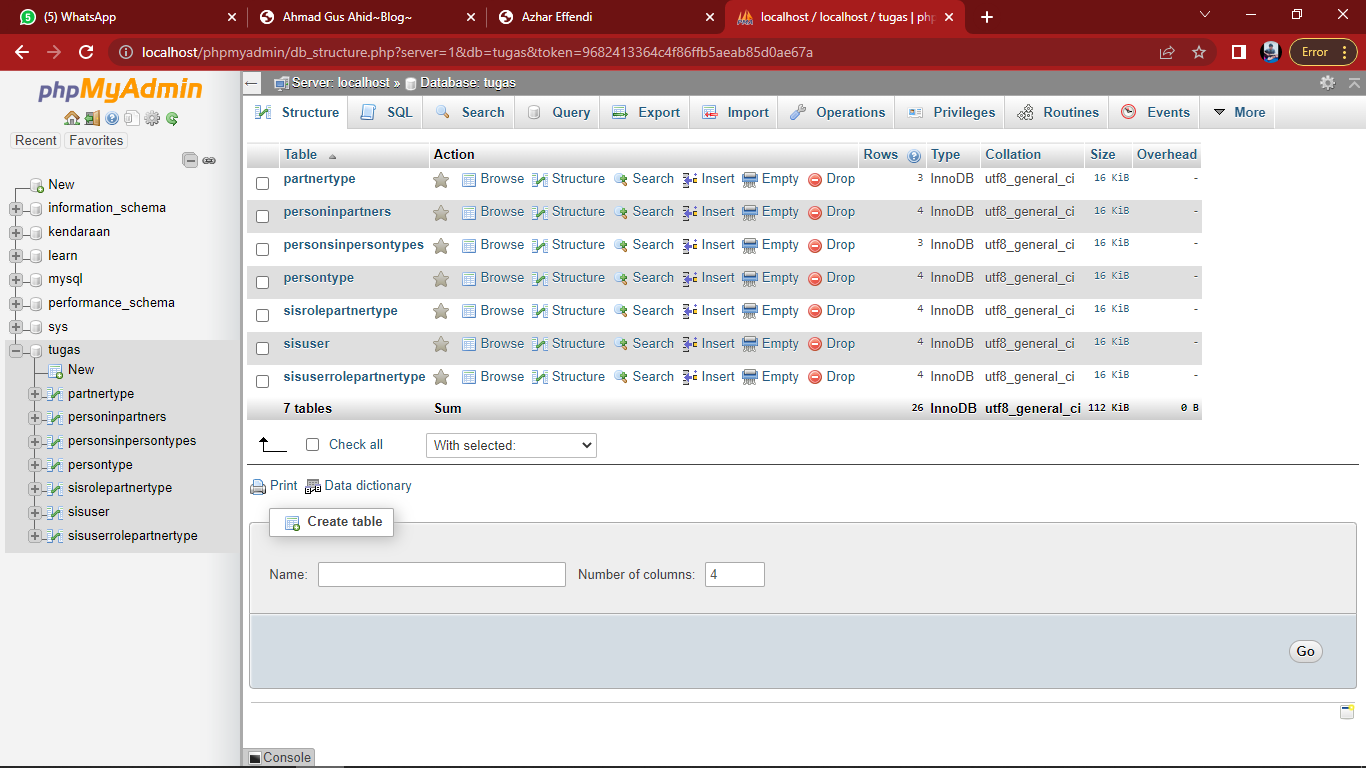 (5) WhatsApp
Ahmad Gus Ahid~Blog~
Azhar Effendi
localhost / localhost / tugas | php
localhost/phpmyadmin/db_structure.php?server=1&db=tugas&token=9682413364c4f86ffb5aeab85d0ae67a
Error
phpMyAdmin
Recent Favorites
New
information_schema
kendaraan
learn
mysql
performance_schema
sys
tugas
New
partnertype
personinpartners
personsinpersontypes
persontype
sisrolepartnertype
sisuser
sisuserrolepartnertype
Server: localhost » Database: tugas
Structure SQL Search Query Export Import Operations Privileges Routines Events More
Table Action Rows Type Collation Size Overhead
partnertype Browse Structure Search Insert Empty Drop 3 InnoDB utf8_general_ci 16 KiB -
personinpartners Browse Structure Search Insert Empty Drop 4 InnoDB utf8_general_ci 16 KiB -
personsinpersontypes Browse Structure Search Insert Empty Drop 3 InnoDB utf8_general_ci 16 KiB -
persontype Browse Structure Search Insert Empty Drop 4 InnoDB utf8_general_ci 16 KiB -
sisrolepartnertype Browse Structure Search Insert Empty Drop 4 InnoDB utf8_general_ci 16 KiB -
sisuser Browse Structure Search Insert Empty Drop 4 InnoDB utf8_general_ci 16 KiB -
sisuserrolepartnertype Browse Structure Search Insert Empty Drop 4 InnoDB utf8_general_ci 16 KiB -
7 tables Sum 26 InnoDB utf8_general_ci 112 KiB 0 B
Check all With selected:
Print Data dictionary
Create table
Name: Number of columns: 4
Go
Console